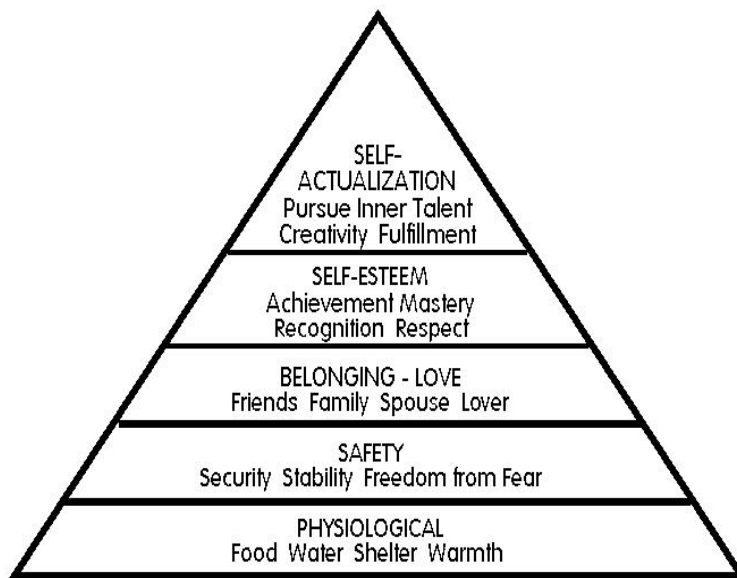 SELF-
ACTUALIZATION
Pursue Inner Talent
Creativity Fulfillment
SELF-ESTEEM
Achievement Mastery
Recognition Respect
BELONGING - LOVE
Friends Family Spouse Lover
SAFETY
Security Stability Freedom from Fear
PHYSIOLOGICAL
Food Water Shelter Warmth